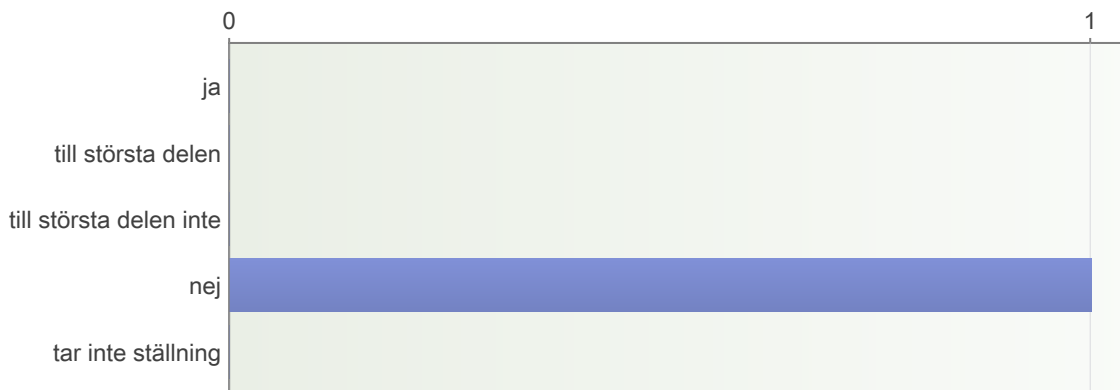 0 1
ja
till största delen
till största delen inte
nej
tar inte ställning